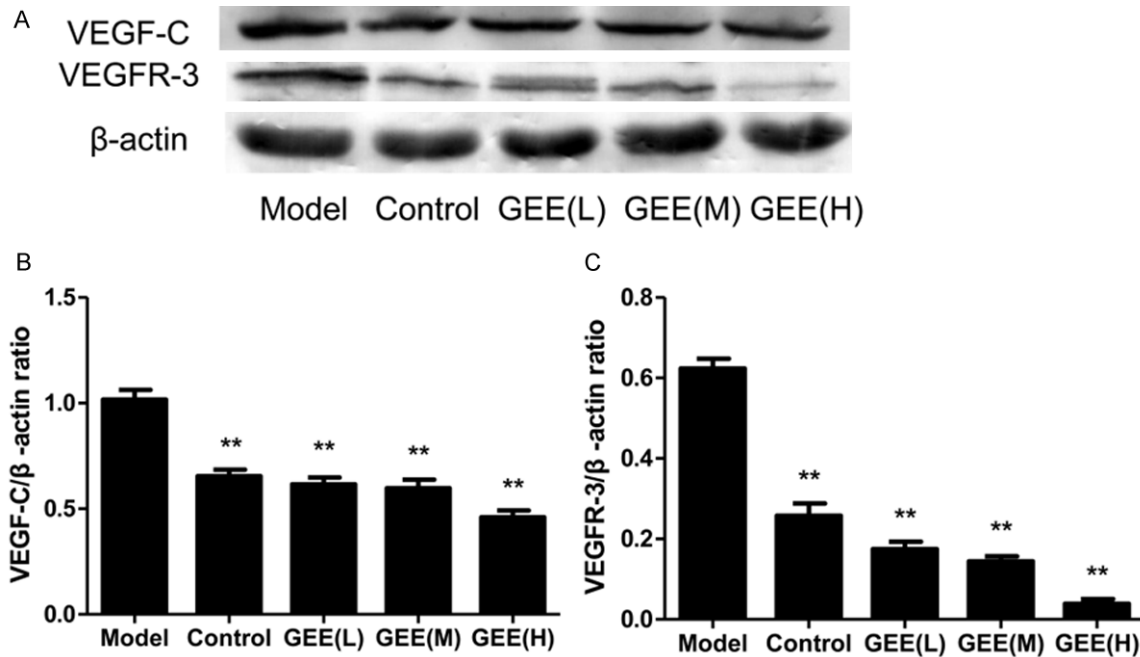 A
VEGF-C
VEGFR-3
β-actin
Model Control GEE(L) GEE(M) GEE(H)
B
VEGF-C/β -actin ratio
1.5
1.0
0.5
0.0
** ** ** **
Model Control GEE(L) GEE(M) GEE(H)
C
VEGFR-3/β -actin ratio
0.8
0.6
0.4
0.2
0.0
** ** ** **
Model Control GEE(L) GEE(M) GEE(H)